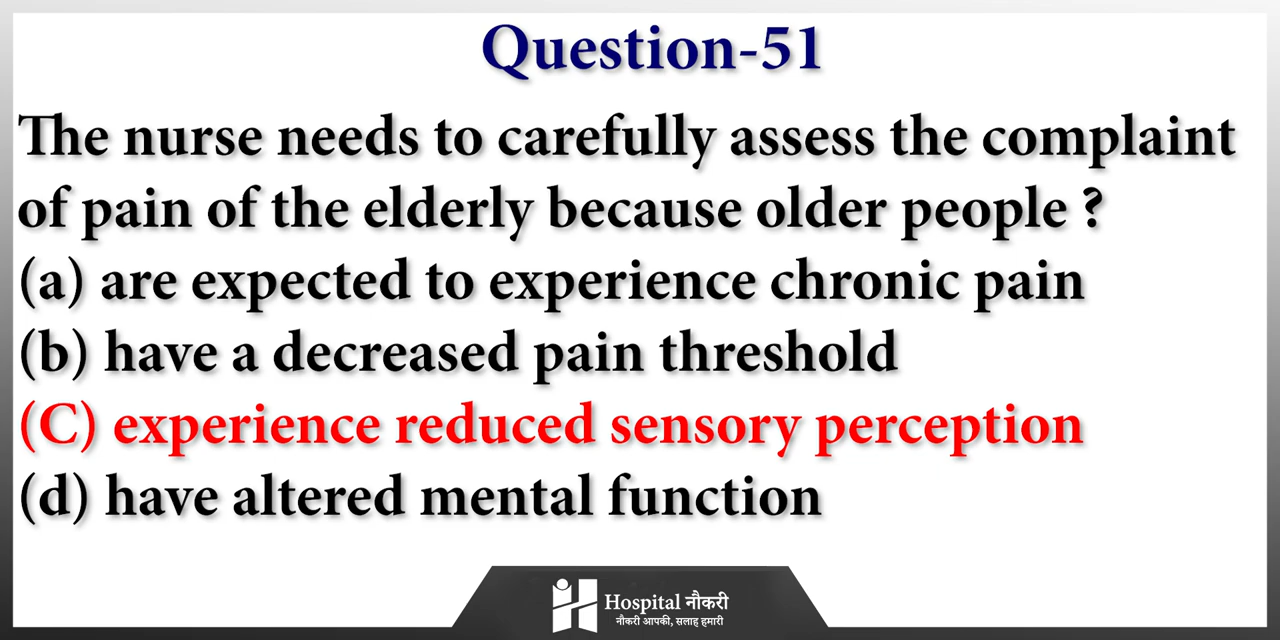 Question-51
The nurse needs to carefully assess the complaint
of pain of the elderly because older people ?
(a) are expected to experience chronic pain
(b) have a decreased pain threshold
(C) experience reduced sensory perception
(d) have altered mental function
Hospital नौकरी
नौकरी आपकी, सलाह हमारी